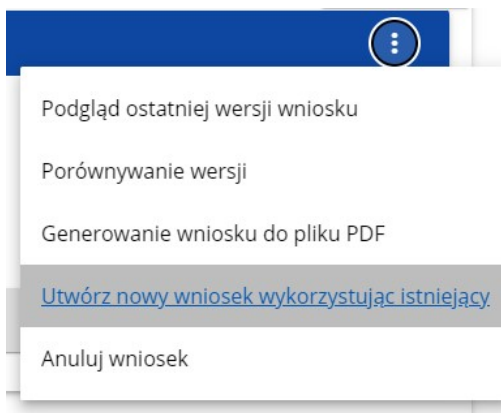 Podgląd ostatniej wersji wniosku
Porównywanie wersji
Generowanie wniosku do pliku PDF
Utwórz nowy wniosek wykorzystując istniejący
Anuluj wniosek